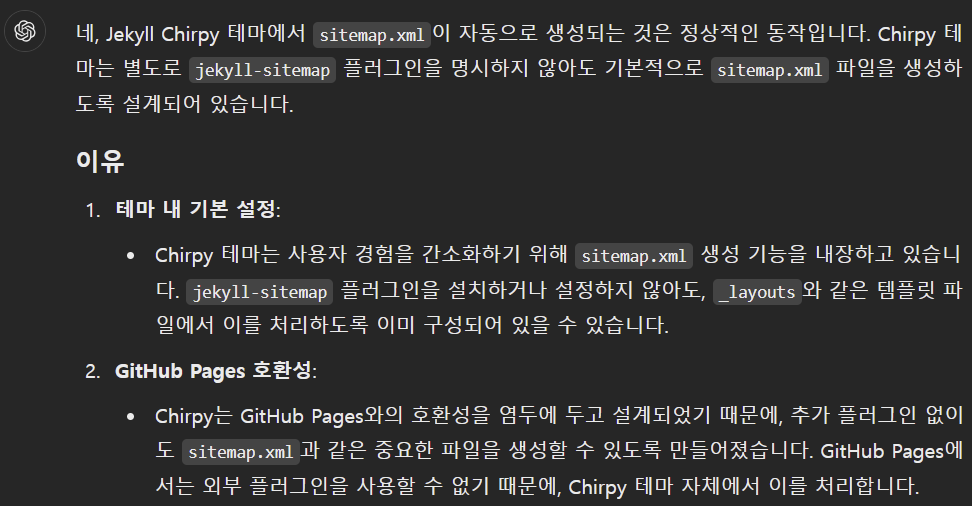 네, Jekyll Chirpy 테마에서 sitemap.xml이 자동으로 생성되는 것은 정상적인 동작입니다. Chirpy 테
마는 별도로 jekyll-sitemap 플러그인을 명시하지 않아도 기본적으로 sitemap.xml 파일을 생성하
도록 설계되어 있습니다.
이유
1. 테마 내 기본 설정:
• Chirpy 테마는 사용자 경험을 간소화하기 위해 sitemap.xml 생성 기능을 내장하고 있습니
다. jekyll-sitemap 플러그인을 설치하거나 설정하지 않아도, _layouts와 같은 템플릿 파
일에서 이를 처리하도록 이미 구성되어 있을 수 있습니다.
2. GitHub Pages 호환성:
• Chirpy는 GitHub Pages와의 호환성을 염두에 두고 설계되었기 때문에, 추가 플러그인 없이
도 sitemap.xml과 같은 중요한 파일을 생성할 수 있도록 만들어졌습니다. GitHub Pages에
서는 외부 플러그인을 사용할 수 없기 때문에, Chirpy 테마 자체에서 이를 처리합니다.